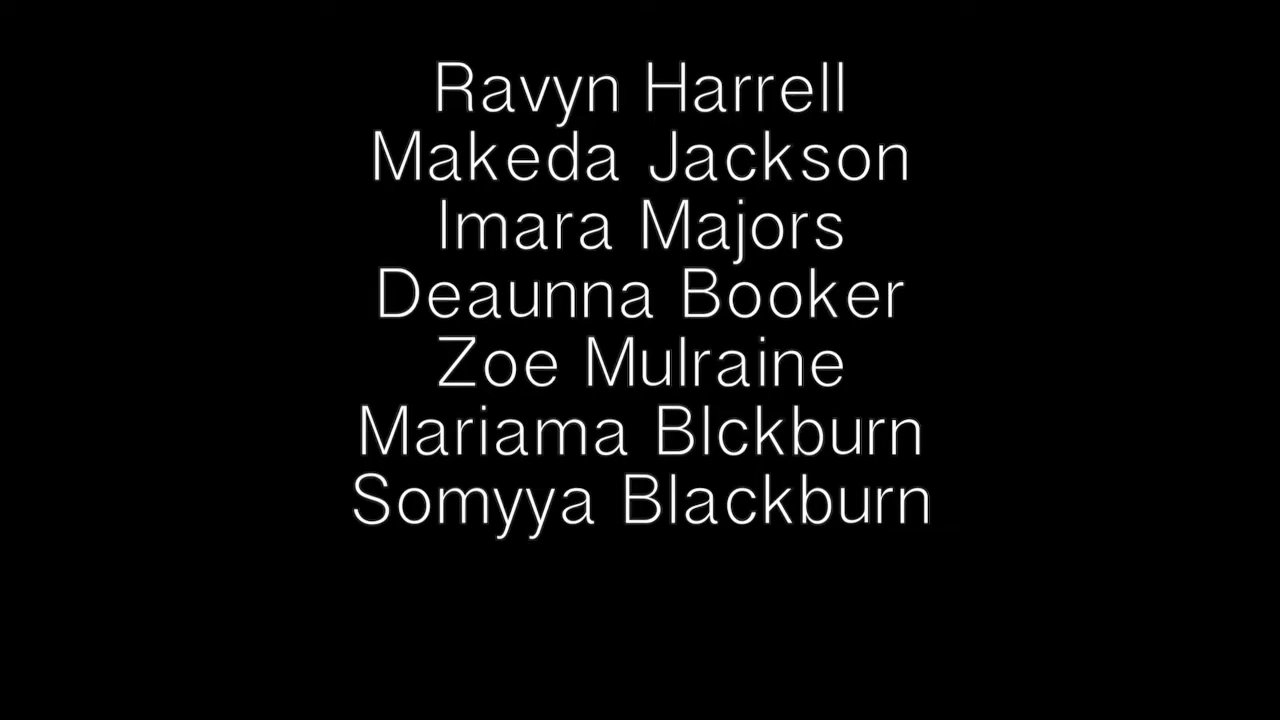 Ravyn Harrell
Makeda Jackson
Imara Majors
Deaunna Booker
Zoe Mulraine
Mariama Blckburn
Somyya Blackburn